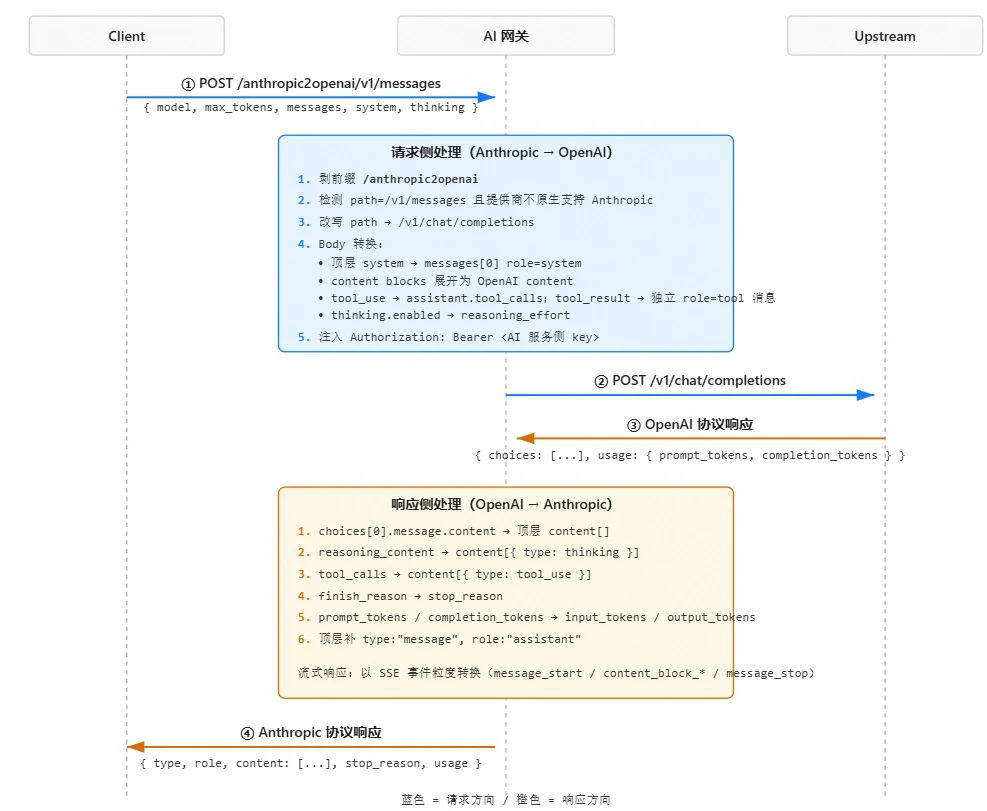 Client
AI 网关
Upstream
① POST /anthropic2openai/v1/messages
{ model, max_tokens, messages, system, thinking }
请求侧处理（Anthropic → OpenAI）
1. 剥前缀 /anthropic2openai
2. 检测 path=/v1/messages 且提供商不原生支持 Anthropic
3. 改写 path → /v1/chat/completions
4. Body 转换：
• 顶层 system → messages[0] role=system
• content blocks 展开为 OpenAI content
• tool_use → assistant.tool_calls；tool_result → 独立 role=tool 消息
• thinking.enabled → reasoning_effort
5. 注入 Authorization: Bearer <AI 服务侧 key>
② POST /v1/chat/completions
③ OpenAI 协议响应
{ choices: [...], usage: { prompt_tokens, completion_tokens } }
响应侧处理（OpenAI → Anthropic）
1. choices[0].message.content → 顶层 content[]
2. reasoning_content → content[{ type: thinking }]
3. tool_calls → content[{ type: tool_use }]
4. finish_reason → stop_reason
5. prompt_tokens / completion_tokens → input_tokens / output_tokens
6. 顶层补 type:"message", role:"assistant"
流式响应：以 SSE 事件粒度转换（message_start / content_block_* / message_stop）
④ Anthropic 协议响应
{ type, role, content: [...], stop_reason, usage }
蓝色 = 请求方向 / 橙色 = 响应方向